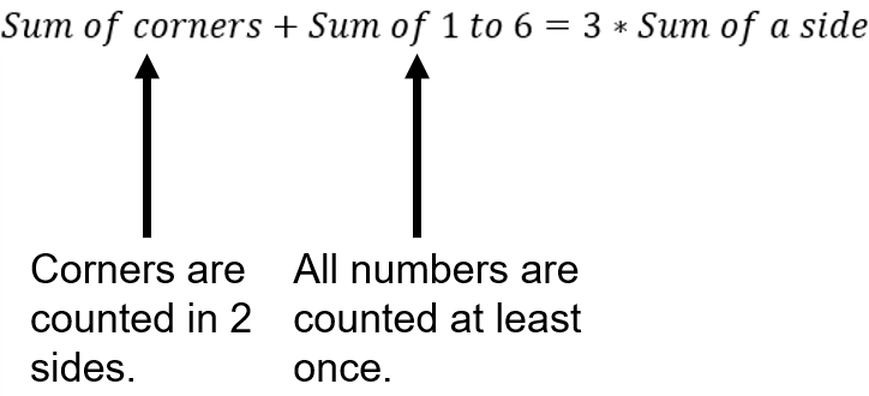 Sum of corners + Sum of 1 to 6 = 3 * Sum of a side
Corners are
counted in 2
sides.
All numbers are
counted at least
once.